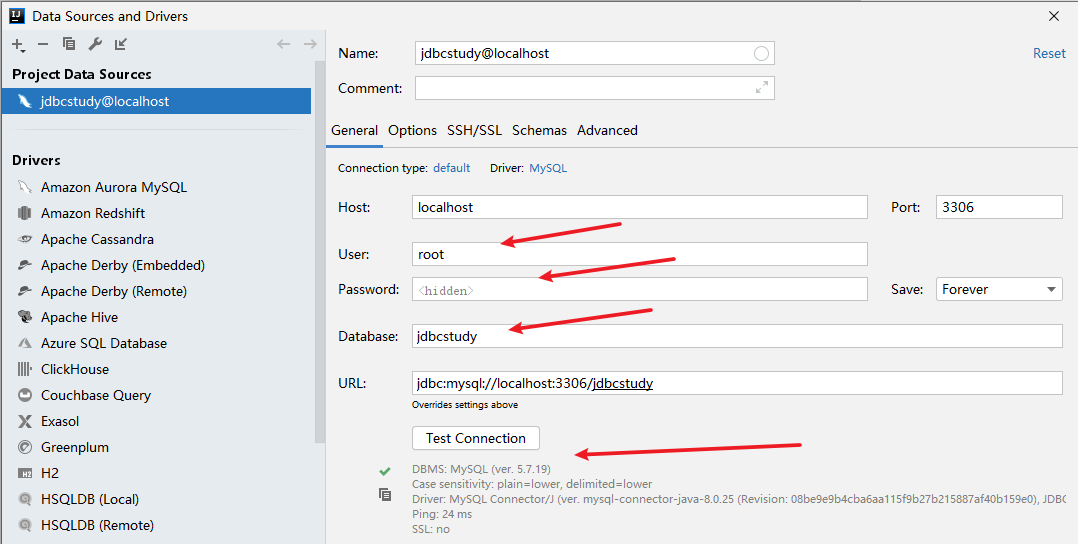 Data Sources and Drivers
Project Data Sources
jdbcstudy@localhost
Drivers
Amazon Aurora MySQL
Amazon Redshift
Apache Cassandra
Apache Derby (Embedded)
Apache Derby (Remote)
Apache Hive
Azure SQL Database
ClickHouse
Couchbase Query
Exasol
Greenplum
H2
HSQLDB (Local)
HSQLDB (Remote)
Name: jdbcstudy@localhost Reset
Comment:
General Options SSH/SSL Schemas Advanced
Connection type: default Driver: MySQL
Host: localhost Port: 3306
User: root
Password: <hidden> Save: Forever
Database: jdbcstudy
URL: jdbc:mysql://localhost:3306/jdbcstudy
Overrides settings above
Test Connection
DBMS: MySQL (ver. 5.7.19)
Case sensitivity: plain=lower, delimited=lower
Driver: MySQL Connector/J (ver. mysql-connector-java-8.0.25 (Revision: 08be9e9b4cba6aa115f9b27b215887af40b159e0), JDBC
Ping: 24 ms
SSL: no